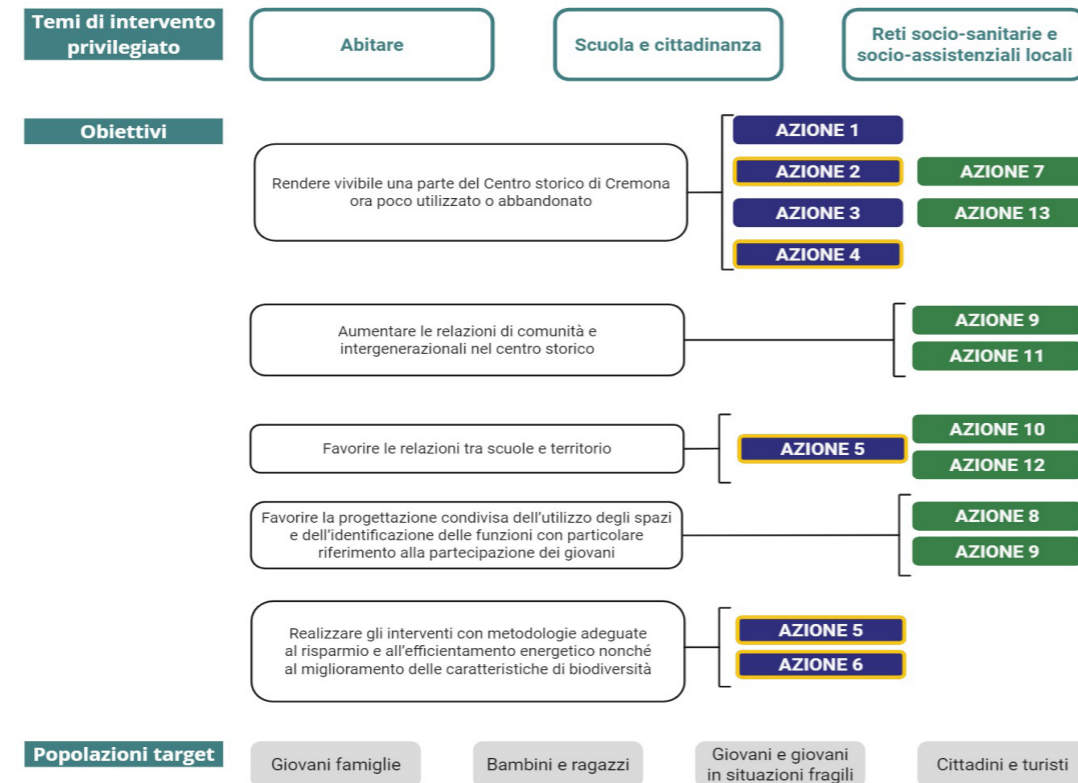 Temi di intervento
privilegiato
Abitare
Scuola e cittadinanza
Reti socio-sanitarie e
socio-assistenziali locali
Obiettivi
Rendere vivibile una parte del Centro storico di Cremona
ora poco utilizzato o abbandonato
AZIONE 1
AZIONE 2
AZIONE 3
AZIONE 4
AZIONE 7
AZIONE 13
Aumentare le relazioni di comunità e
intergenerazionali nel centro storico
AZIONE 9
AZIONE 11
Favorire le relazioni tra scuole e territorio
AZIONE 5
AZIONE 10
AZIONE 12
Favorire la progettazione condivisa dell'utilizzo degli spazi
e dell'identificazione delle funzioni con particolare
riferimento alla partecipazione dei giovani
AZIONE 8
AZIONE 9
Realizzare gli interventi con metodologie adeguate
al risparmio e all'efficientamento energetico nonché
al miglioramento delle caratteristiche di biodiversità
AZIONE 5
AZIONE 6
Popolazioni target
Giovani famiglie
Bambini e ragazzi
Giovani e giovani
in situazioni fragili
Cittadini e turisti